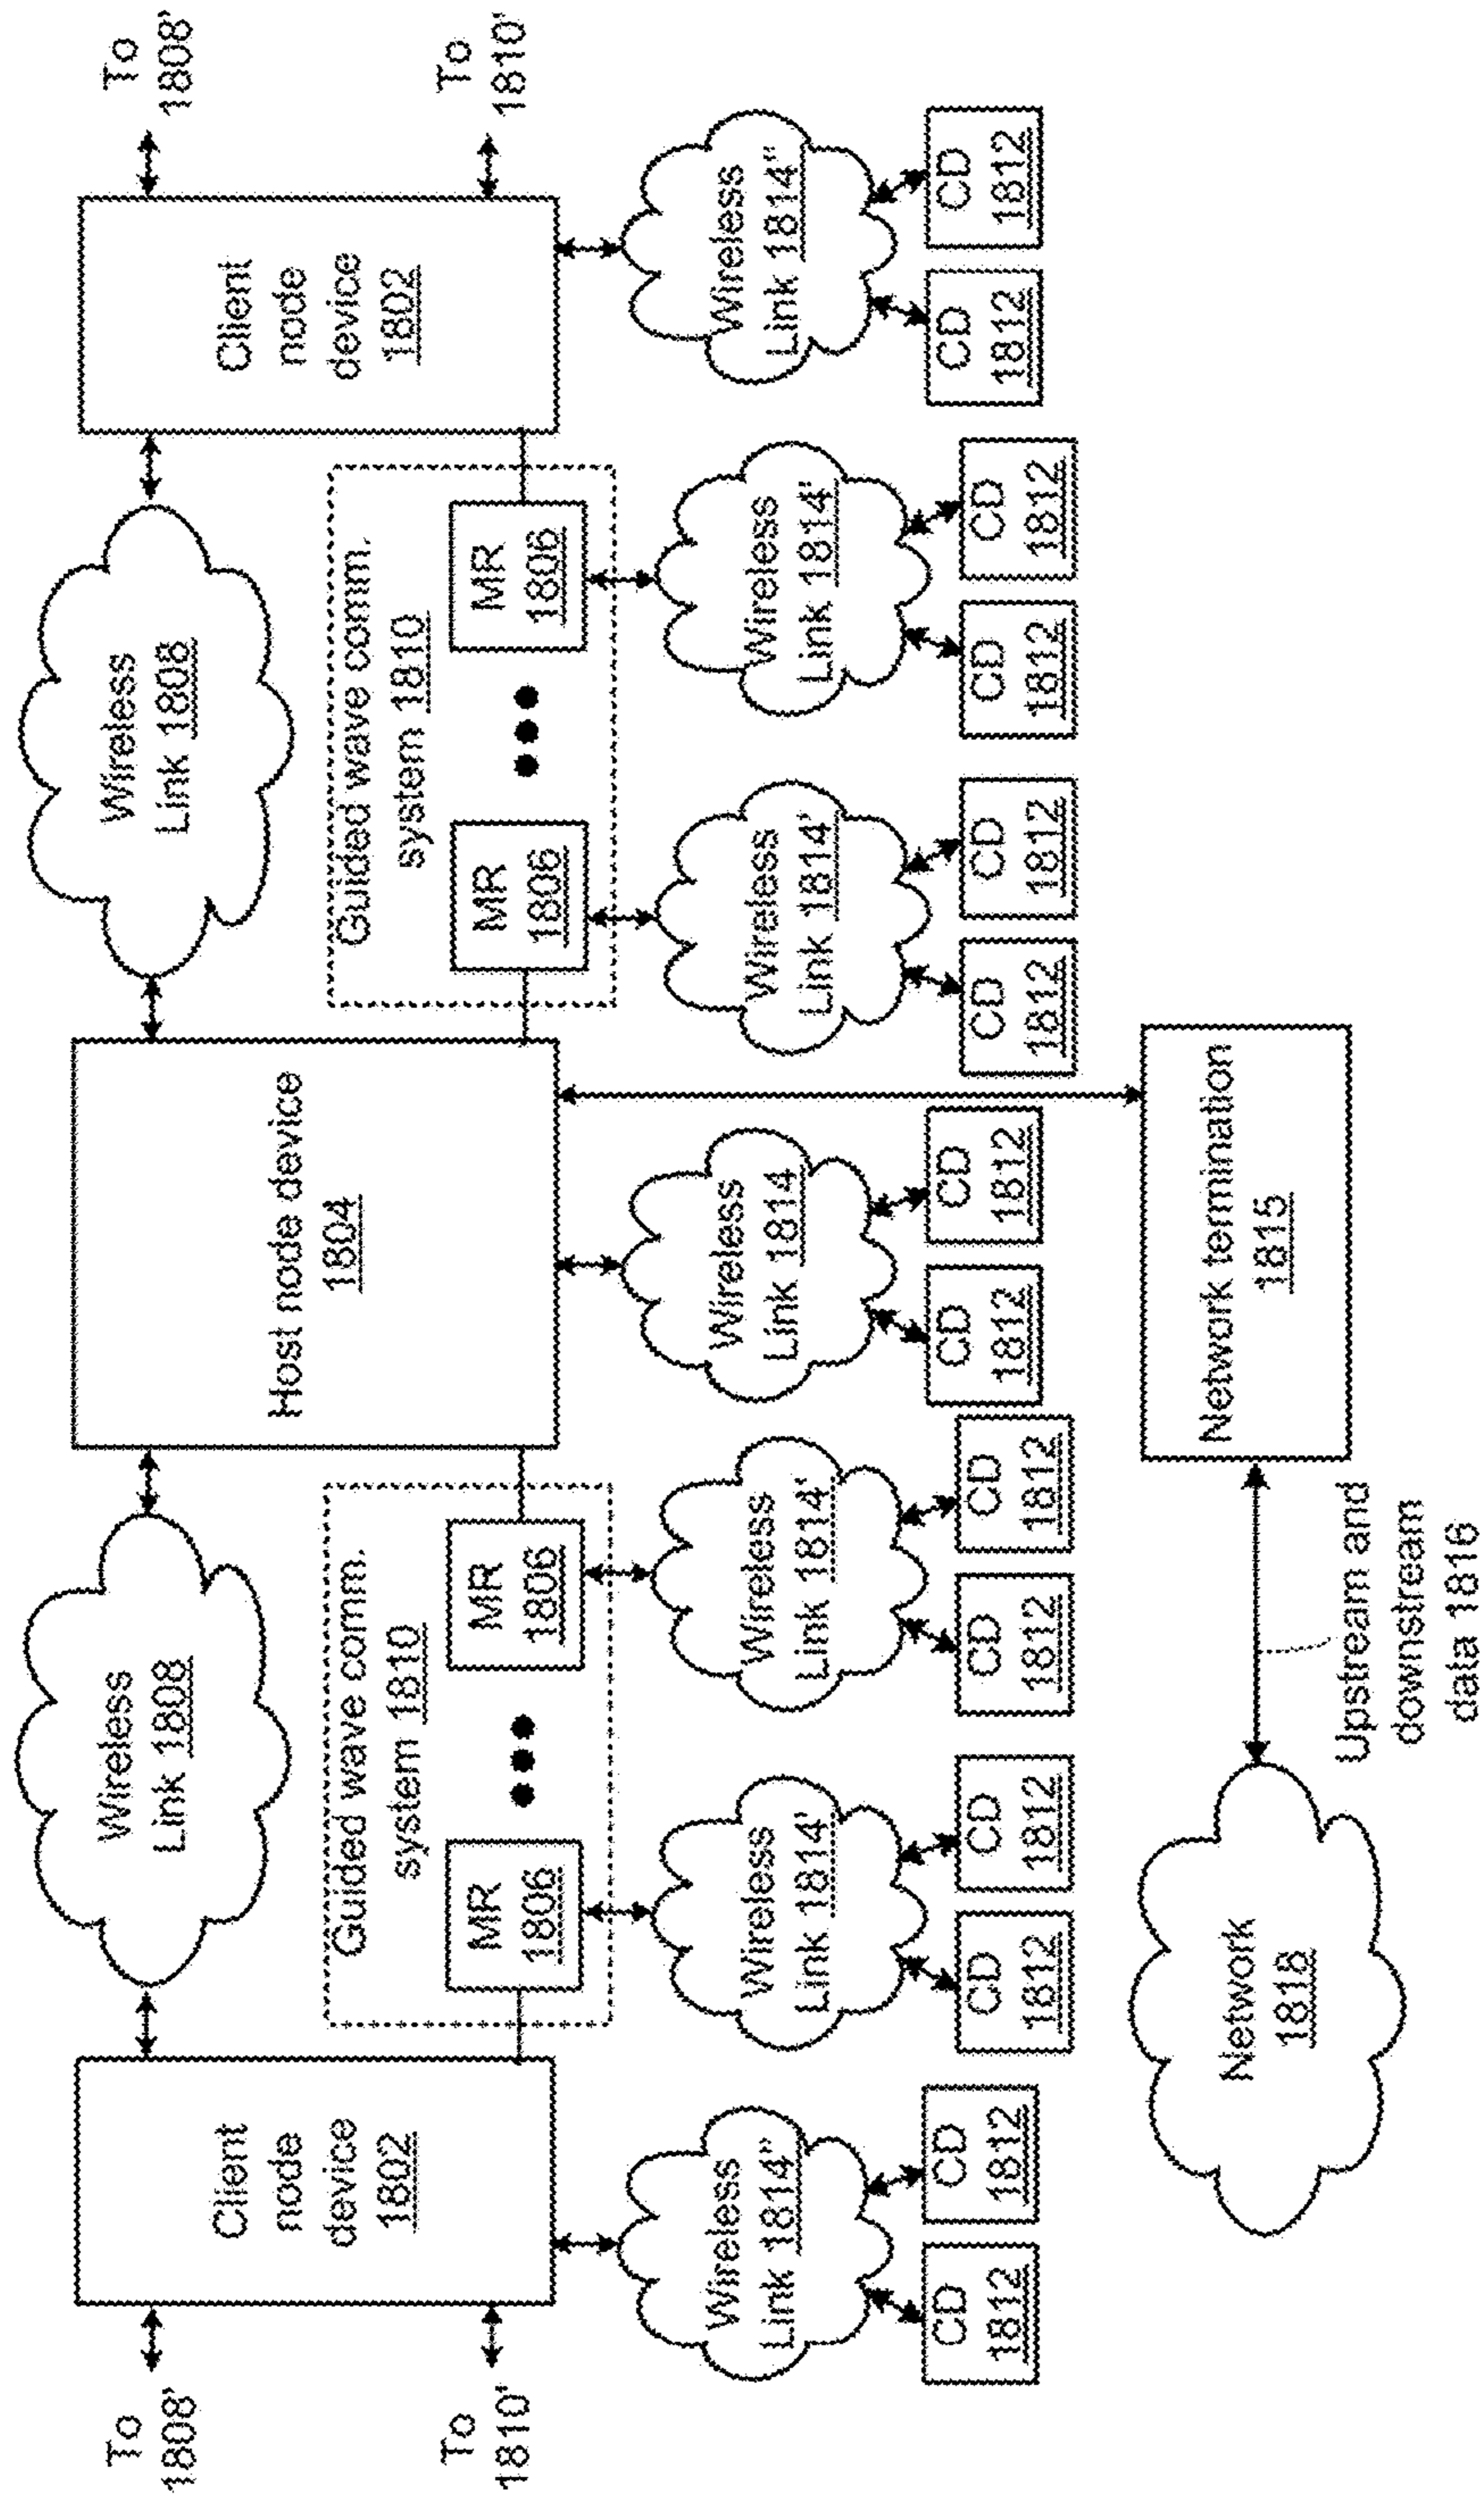 To
1808'
Wireless
Link 1808
Wireless
Link 1808
To
1808'
Client
node
device
1802
Host node device
1804
Client
node
device
1802
Guided wave comm.
system 1810
Guided wave comm.
system 1810
To
1810'
MR
1806
MR
1806
MR
1806
MR
1806
To
1810'
Wireless
Link 1814"
Wireless
Link 1814'
Wireless
Link 1814'
Wireless
Link 1814
Wireless
Link 1814'
Wireless
Link 1814'
Wireless
Link 1814"
CD
1812
CD
1812
CD
1812
CD
1812
CD
1812
CD
1812
CD
1812
CD
1812
CD
1812
CD
1812
CD
1812
CD
1812
CD
1812
CD
1812
Network
1818
Network termination
1815
Upstream and
downstream
data 1816